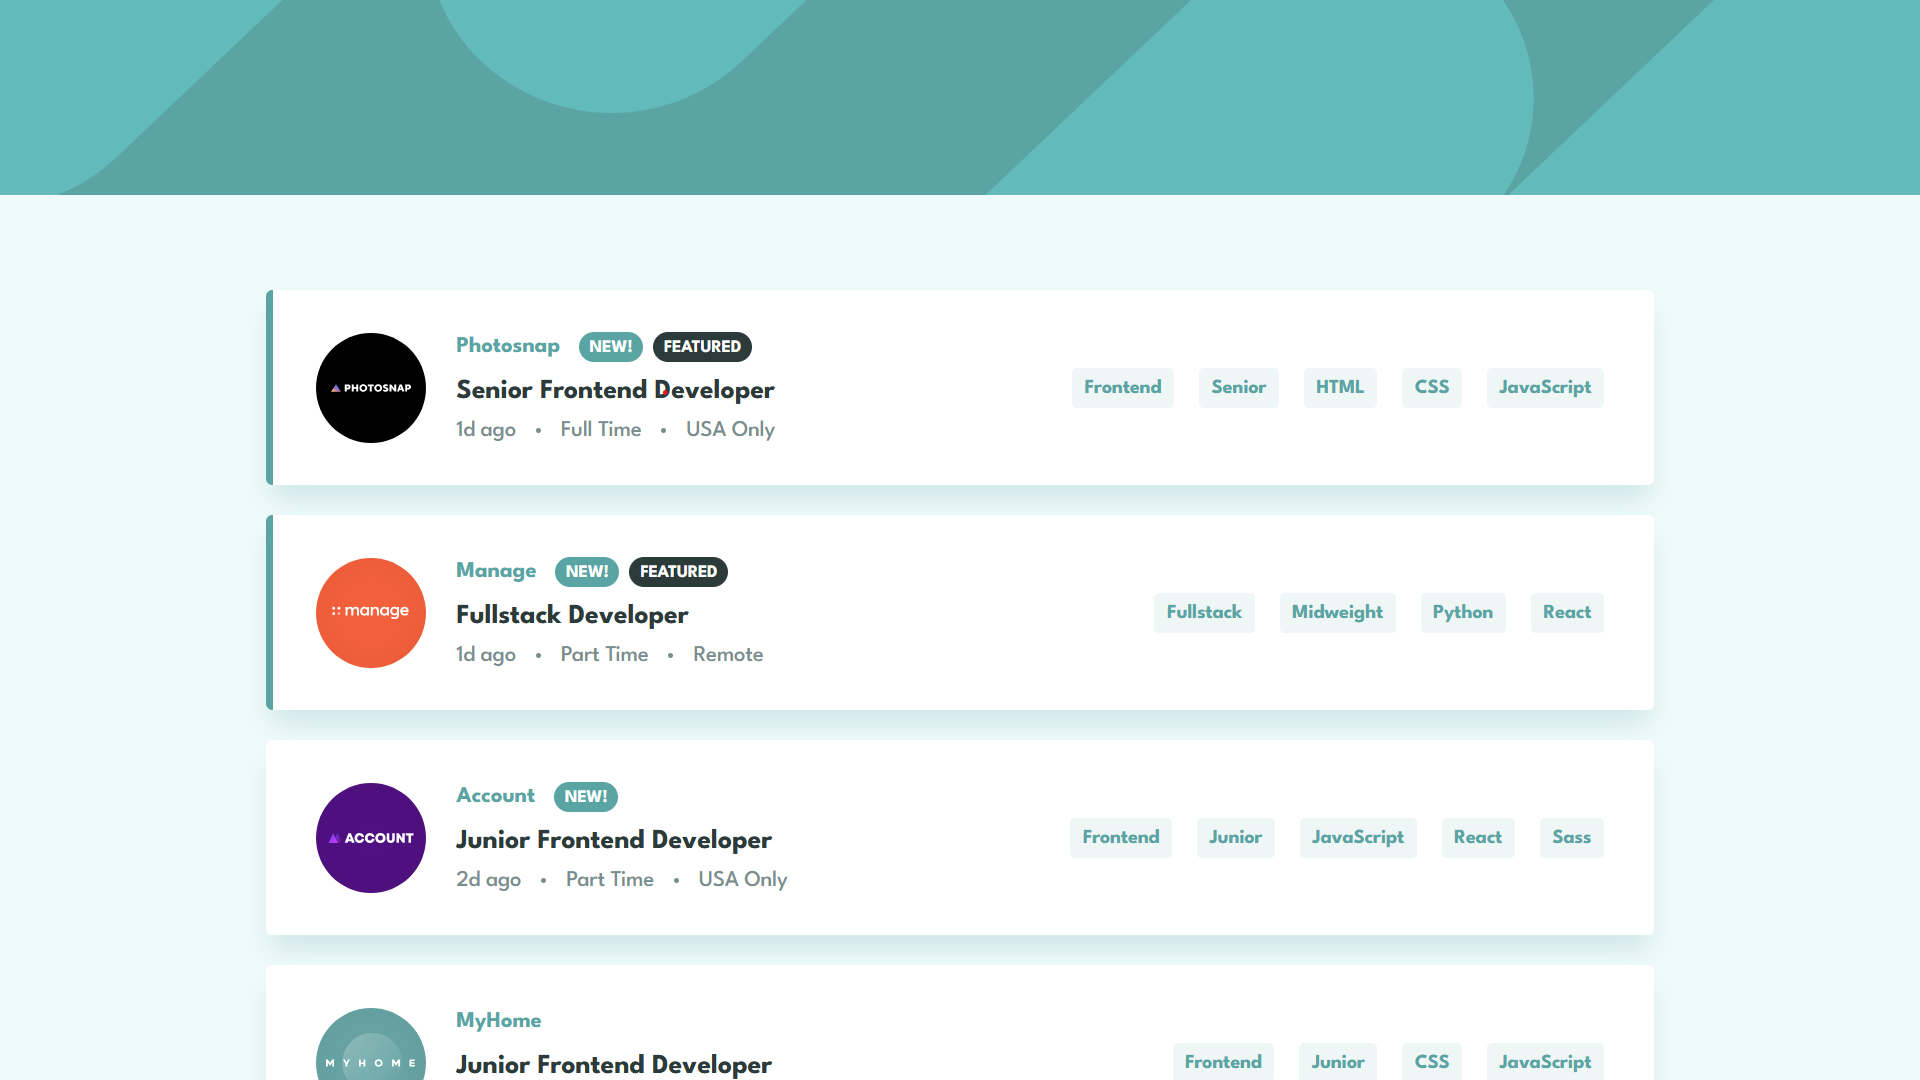 Photosnap NEW! FEATURED
PHOTOSNAP
Senior Frontend Developer
1d ago • Full Time • USA Only
Frontend Senior HTML CSS JavaScript
Manage NEW! FEATURED
manage
Fullstack Developer
1d ago • Part Time • Remote
Fullstack Midweight Python React
Account NEW!
ACCOUNT
Junior Frontend Developer
2d ago • Part Time • USA Only
Frontend Junior JavaScript React Sass
MyHome
MYHOME
Junior Frontend Developer
Frontend Junior CSS JavaScript